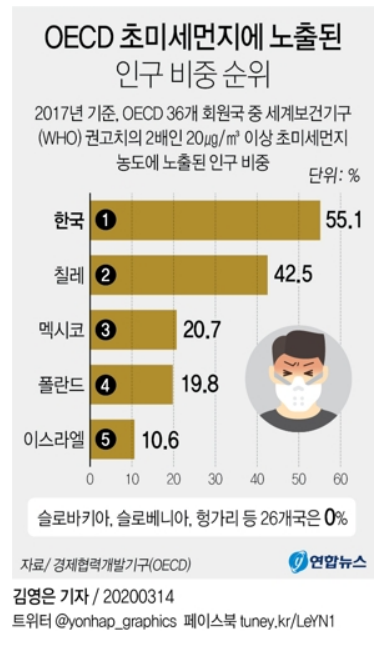 OECD 초미세먼지에 노출된
인구 비중 순위
2017년 기준, OECD 36개 회원국 중 세계보건기구
(WHO) 권고치의 2배인 20㎍/㎥ 이상 초미세먼지
농도에 노출된 인구 비중
단위: %
한국 1 55.1
칠레 2 42.5
멕시코 3 20.7
폴란드 4 19.8
이스라엘 5 10.6
0 10 20 30 40 50 60
슬로바키아, 슬로베니아, 헝가리 등 26개국은 0%
자료/ 경제협력개발기구(OECD)
연합뉴스
김영은 기자 / 20200314
트위터 @yonhap_graphics 페이스북 tuney.kr/LeYN1